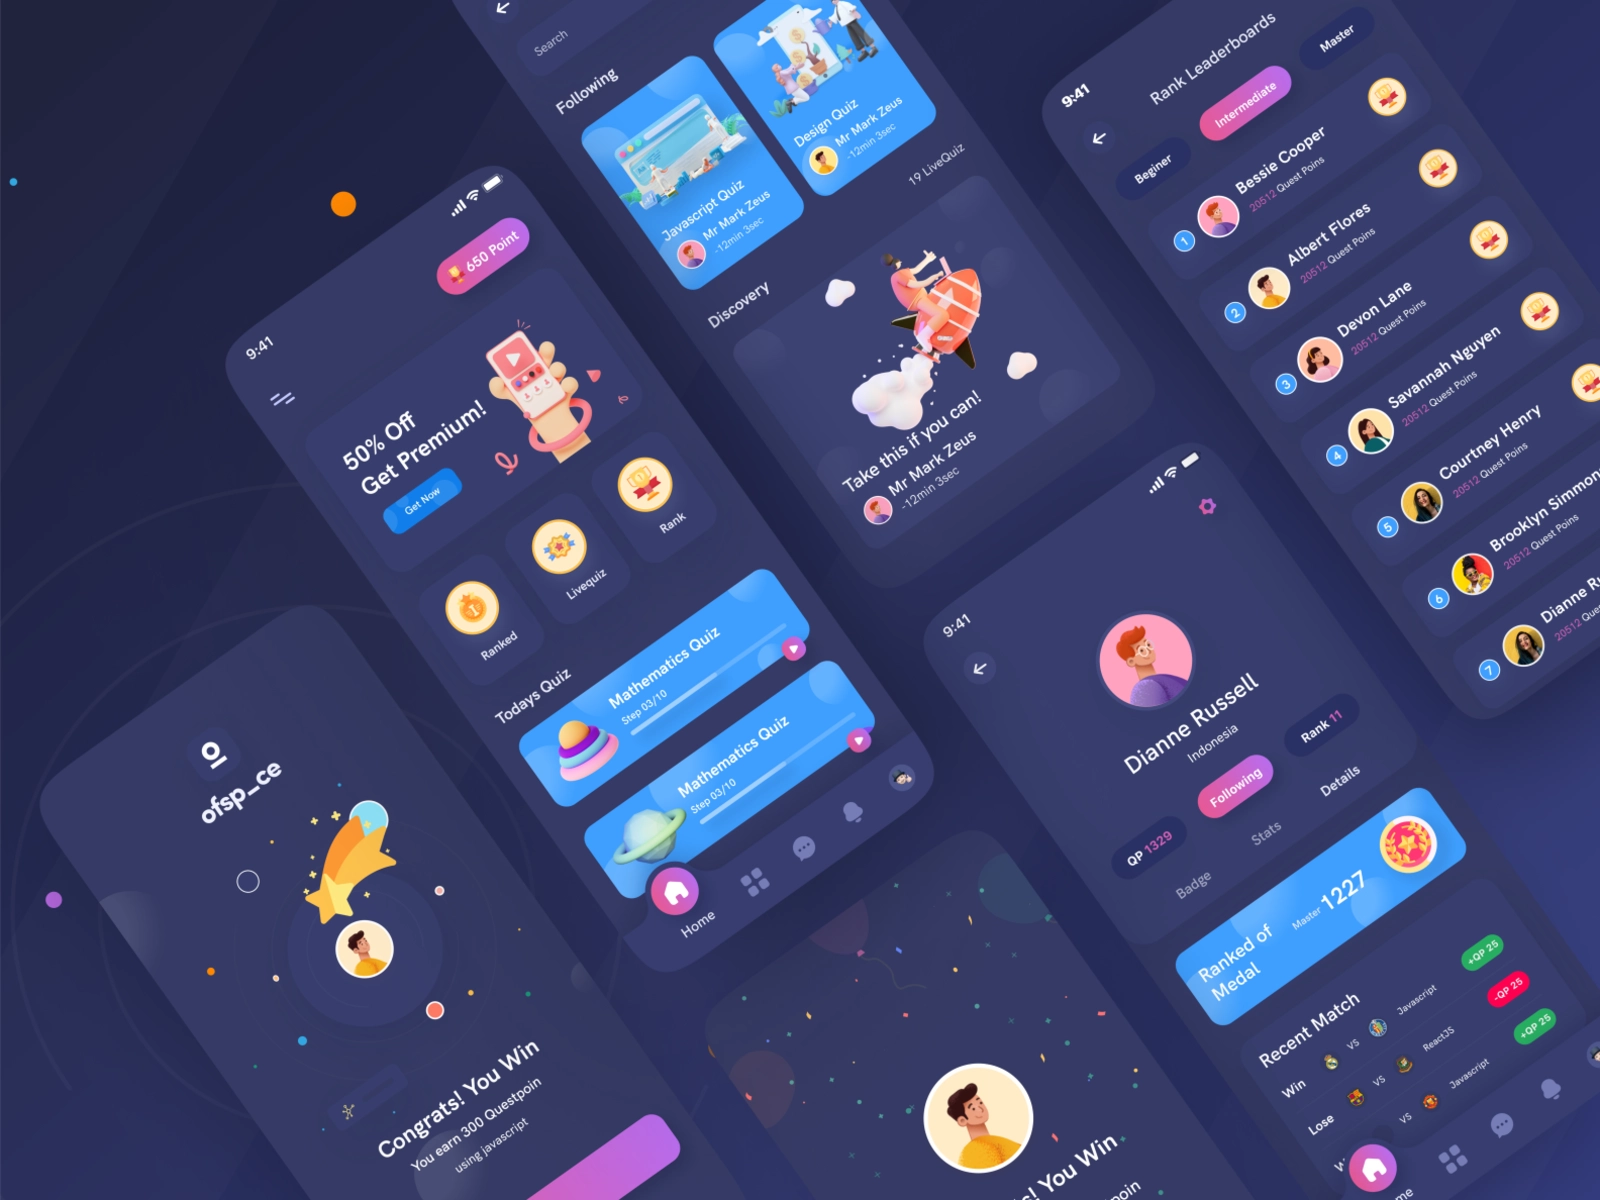 ofsp_ce
Congrats! You Win
You earn 300 Questpoin
using javascript
9:41
650 Point
50% Off
Get Premium!
Get Now
Ranked
Livequiz
Rank
Todays Quiz
Mathematics Quiz
Step 03/10
Mathematics Quiz
Step 03/10
Home
Search
Following
Javascript Quiz
Mr Mark Zeus
-12min 3sec
Design Quiz
Mr Mark Zeus
-12min 3sec
Discovery
19 LiveQuiz
Take this if you can!
Mr Mark Zeus
-12min 3sec
s! You Win
tpoin
9:41
Dianne Russell
Indonesia
QP 1329
Following
Rank 11
Badge
Stats
Details
Ranked of
Medal
Master 1227
Recent Match
Win
VS
Javascript
+QP 25
Lose
VS
ReactJS
-QP 25
W
VS
Javascript
+QP 25
me
9:41
Rank Leaderboards
Beginer
Intermediate
Master
1
Bessie Cooper
20512 Quest Poins
2
Albert Flores
20512 Quest Poins
3
Devon Lane
20512 Quest Poins
4
Savannah Nguyen
20512 Quest Poins
5
Courtney Henry
20512 Quest Poins
6
Brooklyn Simmon
20512 Quest Poins
7
Dianne Ru
20512 Ques